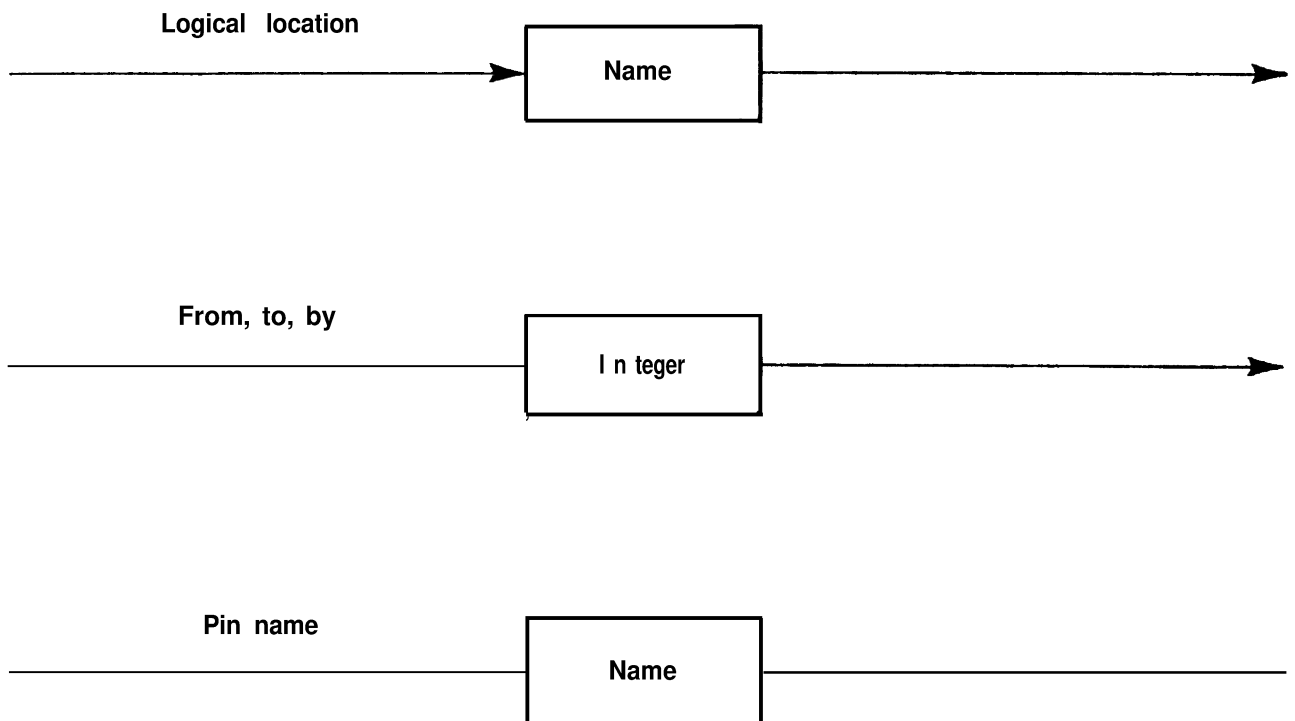 Logical location
Name
From, to, by
I n teger
Pin name
Name